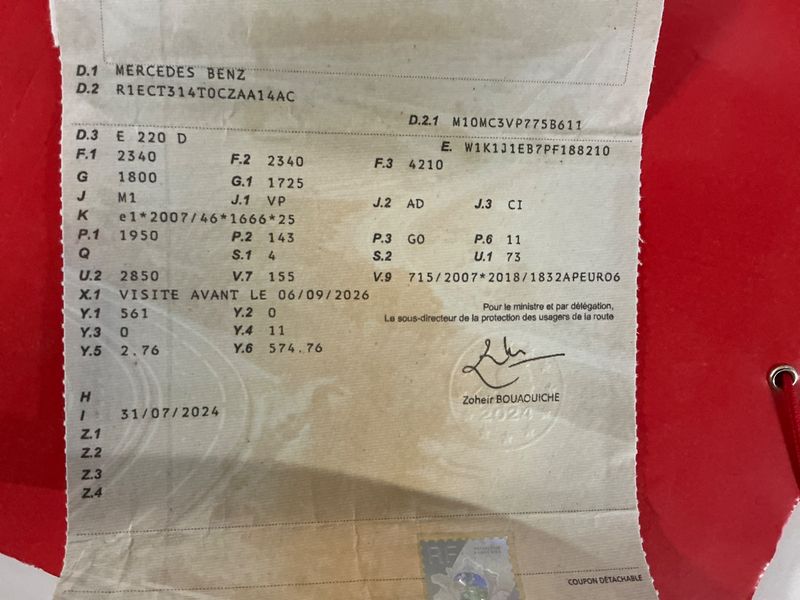 D.1 MERCEDES BENZ
D.2 R1ECT314T0CZAA14AC
D.2.1 M10MC3VP775B611
D.3 E 220 D
E. W1K1J1EB7PF188210
F.1 2340 F.2 2340 F.3 4210
G 1800 G.1 1725
J M1 J.1 VP J.2 AD J.3 CI
K e1*2007/46*1666*25
P.1 1950 P.2 143 P.3 GO P.6 11
Q S.1 4 S.2 U.1 73
U.2 2850 V.7 155 V.9 715/2007*2018/1832APEURO6
X.1 VISITE AVANT LE 06/09/2026
Pour le ministre et par délégation,
Le sous-directeur de la protection des usagers de la route
Y.1 561 Y.2 0
Y.3 0 Y.4 11
Y.5 2.76 Y.6 574.76
Zoheir BOUAOUICHE
2024
H
I 31/07/2024
Z.1
Z.2
Z.3
Z.4
RF
COUPON DÉTACHABLE